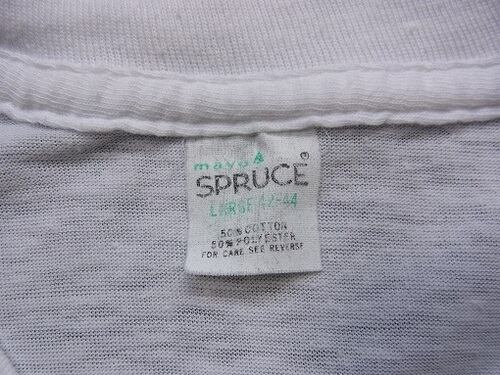 mayo
SPRUCE®
LARGE 42-44
50% COTTON
50% POLYESTER
FOR CARE SEE REVERSE